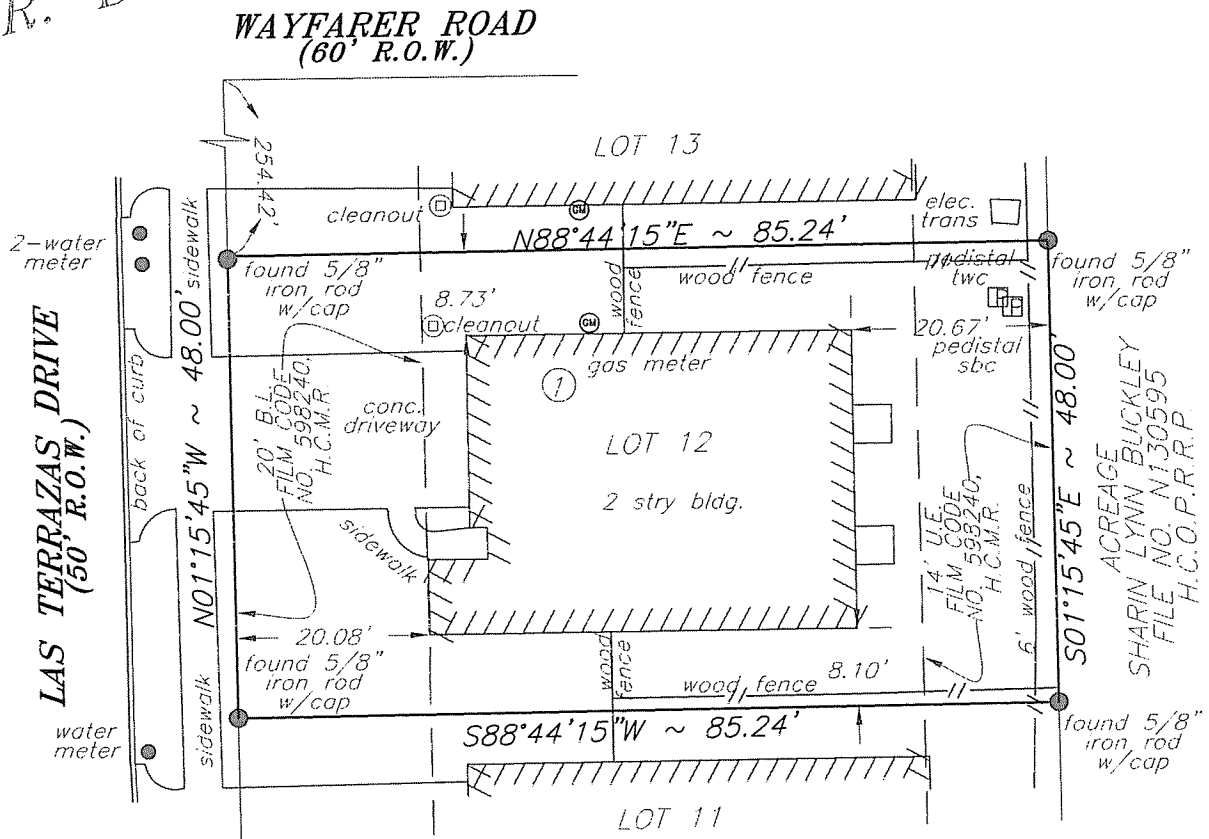 R.
WAYFARER ROAD
(60' R.O.W.)
254.42'
LOT 13
cleanout
GM
elec.
trans
2-water
meter
sidewalk
N88°44'15"E ~ 85.24'
found 5/8"
iron rod
w/cap
wood
fence
wood fence
pedistal
twc
found 5/8"
iron rod
w/cap
8.73'
cleanout
GM
gas meter
20.67'
pedistal
sbc
LAS TERRAZAS DRIVE
(50' R.O.W.)
back of curb
N01°15'45"W ~ 48.00'
20' B.L.
FILM CODE
NO. 598240,
H.C.M.R.
conc.
driveway
1
LOT 12
2 stry bldg.
sidewalk
14' U.E.
FILM CODE
NO. 598240,
H.C.M.R.
6' wood fence
S01°15'45"E ~ 48.00'
ACREAGE
SHARIN LYNN BUCKLEY
FILE NO. N130595
H.C.O.P.R.R.P.
20.08'
found 5/8"
iron rod
w/cap
wood
fence
wood fence
8.10'
sidewalk
water
meter
S88°44'15"W ~ 85.24'
found 5/8"
iron rod
w/cap
LOT 11